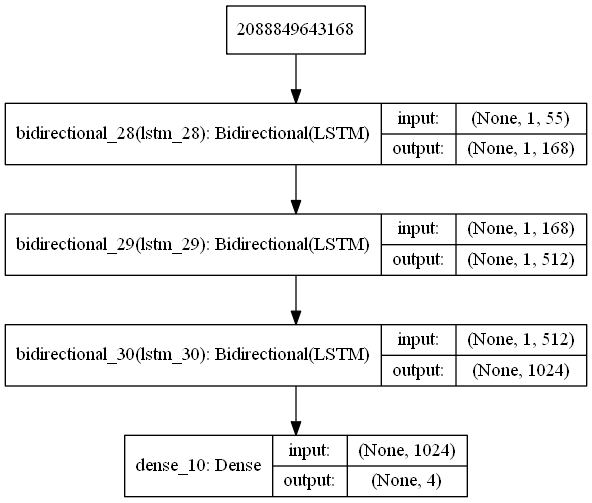 2088849643168
bidirectional_28(lstm_28): Bidirectional(LSTM)
input: (None, 1, 55)
output: (None, 1, 168)
bidirectional_29(lstm_29): Bidirectional(LSTM)
input: (None, 1, 168)
output: (None, 1, 512)
bidirectional_30(lstm_30): Bidirectional(LSTM)
input: (None, 1, 512)
output: (None, 1024)
dense_10: Dense
input: (None, 1024)
output: (None, 4)